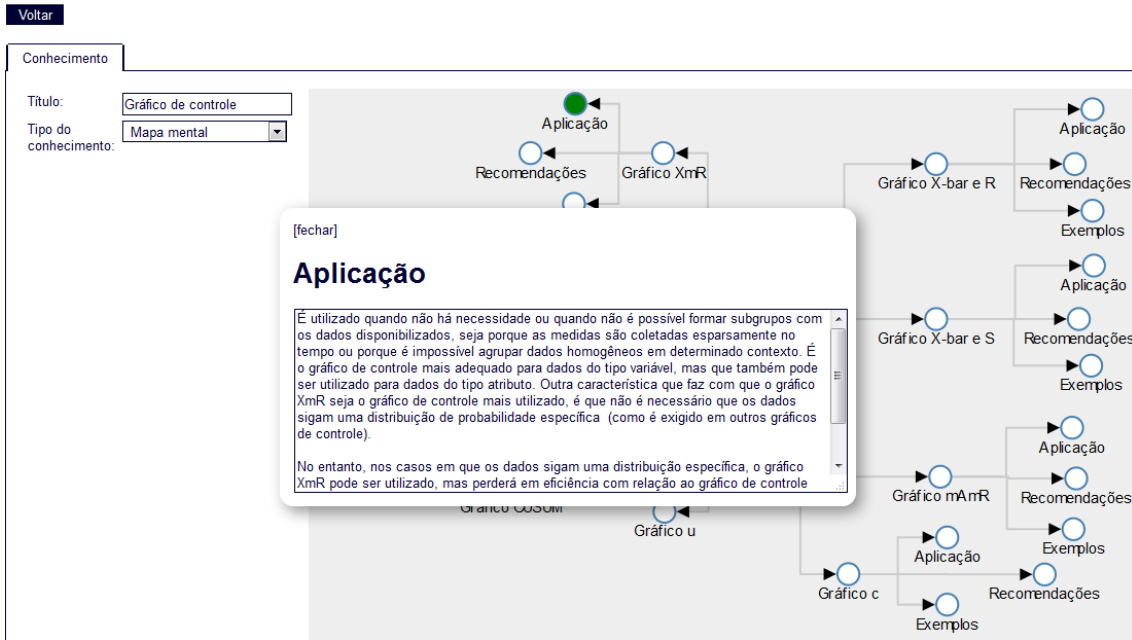 Voltar
Conhecimento
Título:
Gráfico de controle
Tipo do
conhecimento:
Mapa mental
Aplicação
Recomendações
Gráfico XmR
Gráfico X-bar e R
Aplicação
Recomendações
Exemplos
Gráfico X-bar e S
Aplicação
Recomendações
Exemplos
[fechar]
Aplicação
É utilizado quando não há necessidade ou quando não é possível formar subgrupos com
os dados disponibilizados, seja porque as medidas são coletadas esparsamente no
tempo ou porque é impossível agrupar dados homogêneos em determinado contexto. É
o gráfico de controle mais adequado para dados do tipo variável, mas que também pode
ser utilizado para dados do tipo atributo. Outra característica que faz com que o gráfico
XmR seja o gráfico de controle mais utilizado, é que não é necessário que os dados
sigam uma distribuição de probabilidade específica (como é exigido em outros gráficos
de controle).
No entanto, nos casos em que os dados sigam uma distribuição específica, o gráfico
XmR pode ser utilizado, mas perderá em eficiência com relação ao gráfico de controle
Gráfico COSUM
Gráfico u
Gráfico mAmR
Aplicação
Recomendações
Exemplos
Gráfico c
Aplicação
Recomendações
Exemplos